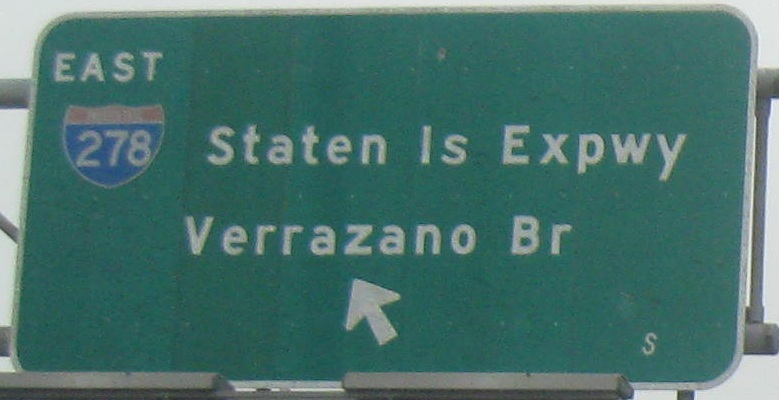 EAST
278 Staten Is Expwy
Verrazano Br
S